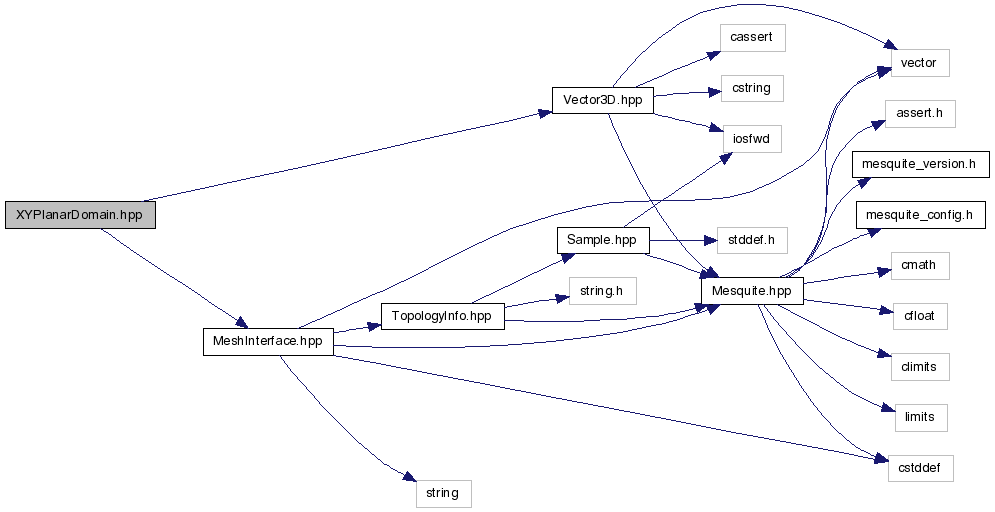 cassert
vector
cstring
Vector3D.hpp
assert.h
iosfwd
mesquite_version.h
XYPlanarDomain.hpp
mesquite_config.h
Sample.hpp
stddef.h
cmath
string.h
Mesquite.hpp
TopologyInfo.hpp
cfloat
MeshInterface.hpp
climits
limits
cstddef
string